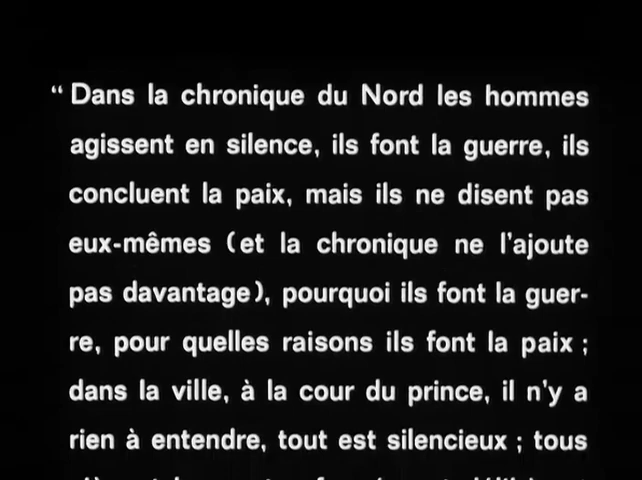 “ Dans la chronique du Nord les hommes
agissent en silence, ils font la guerre, ils
concluent la paix, mais ils ne disent pas
eux-mêmes (et la chronique ne l'ajoute
pas davantage), pourquoi ils font la guer-
re, pour quelles raisons ils font la paix ;
dans la ville, à la cour du prince, il n'y a
rien à entendre, tout est silencieux ; tous